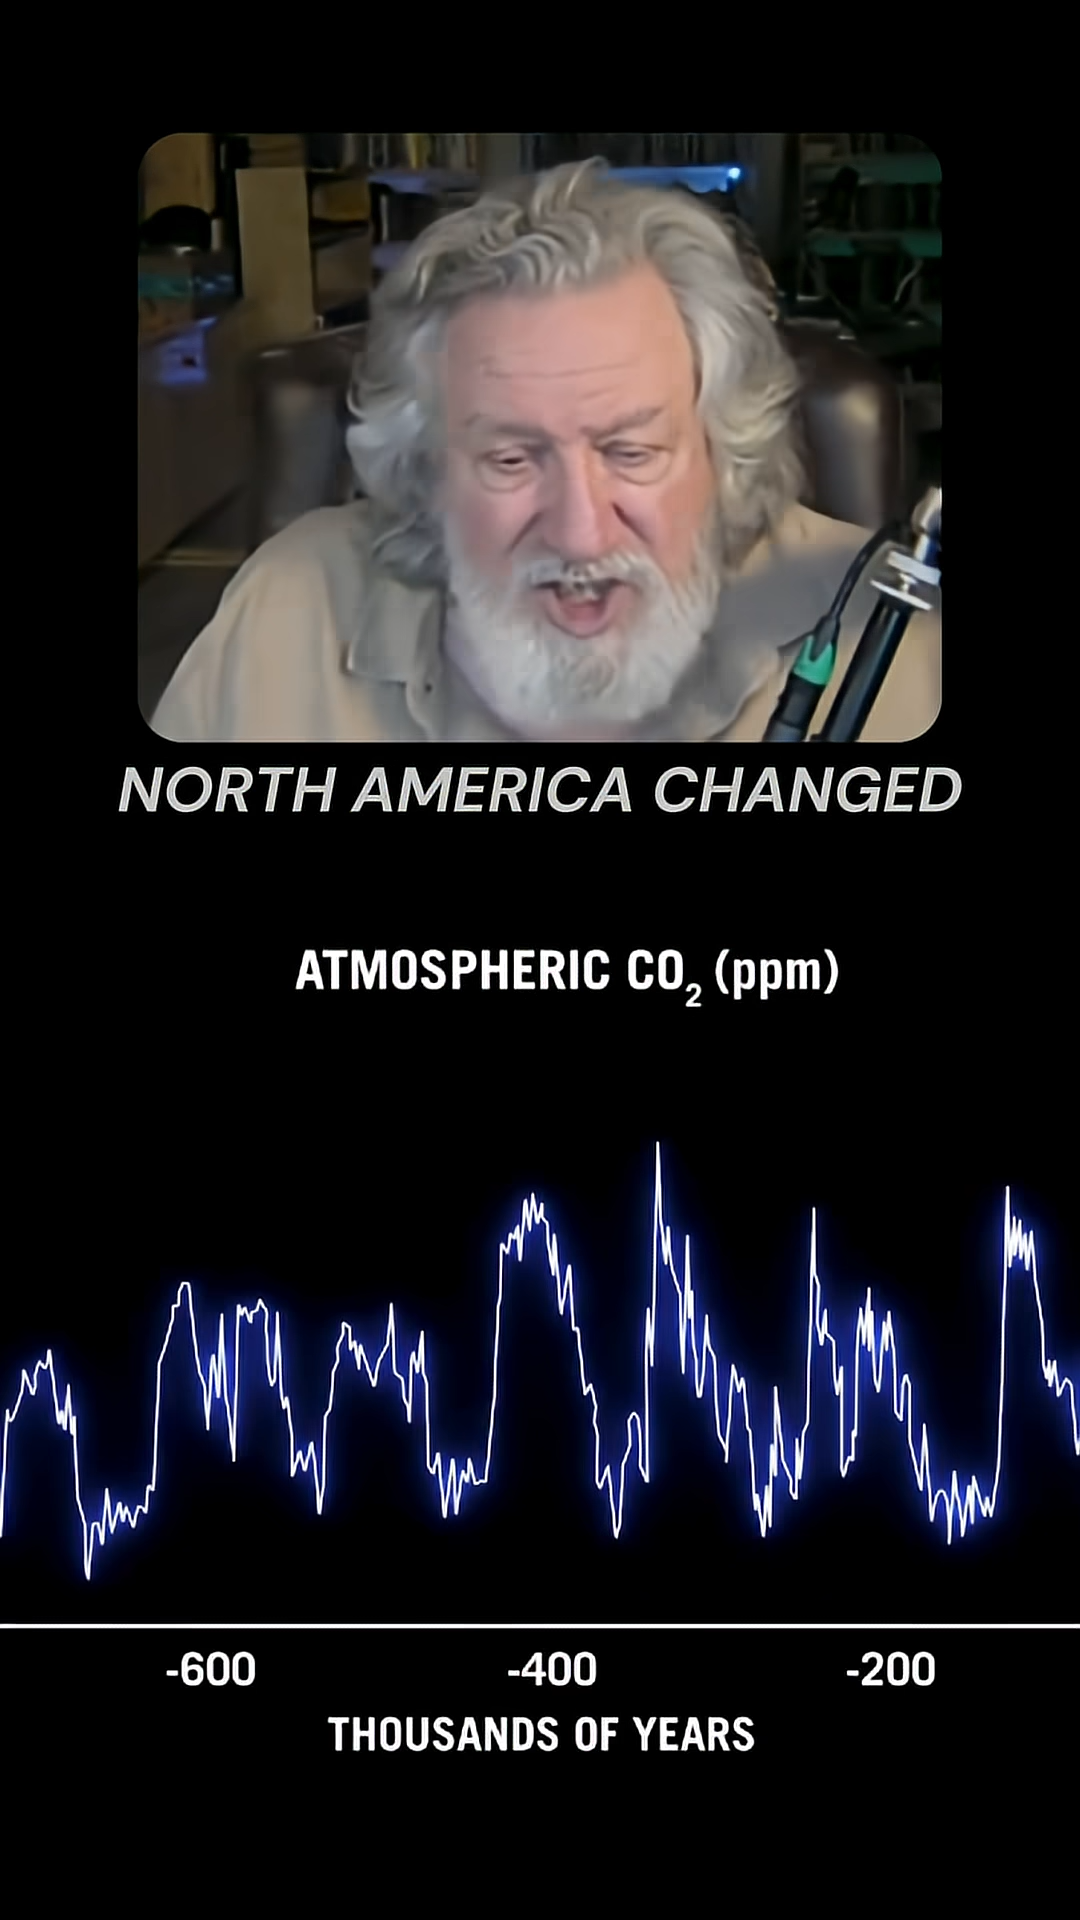 NORTH AMERICA CHANGED
ATMOSPHERIC CO₂ (ppm)
-600 -400 -200
THOUSANDS OF YEARS